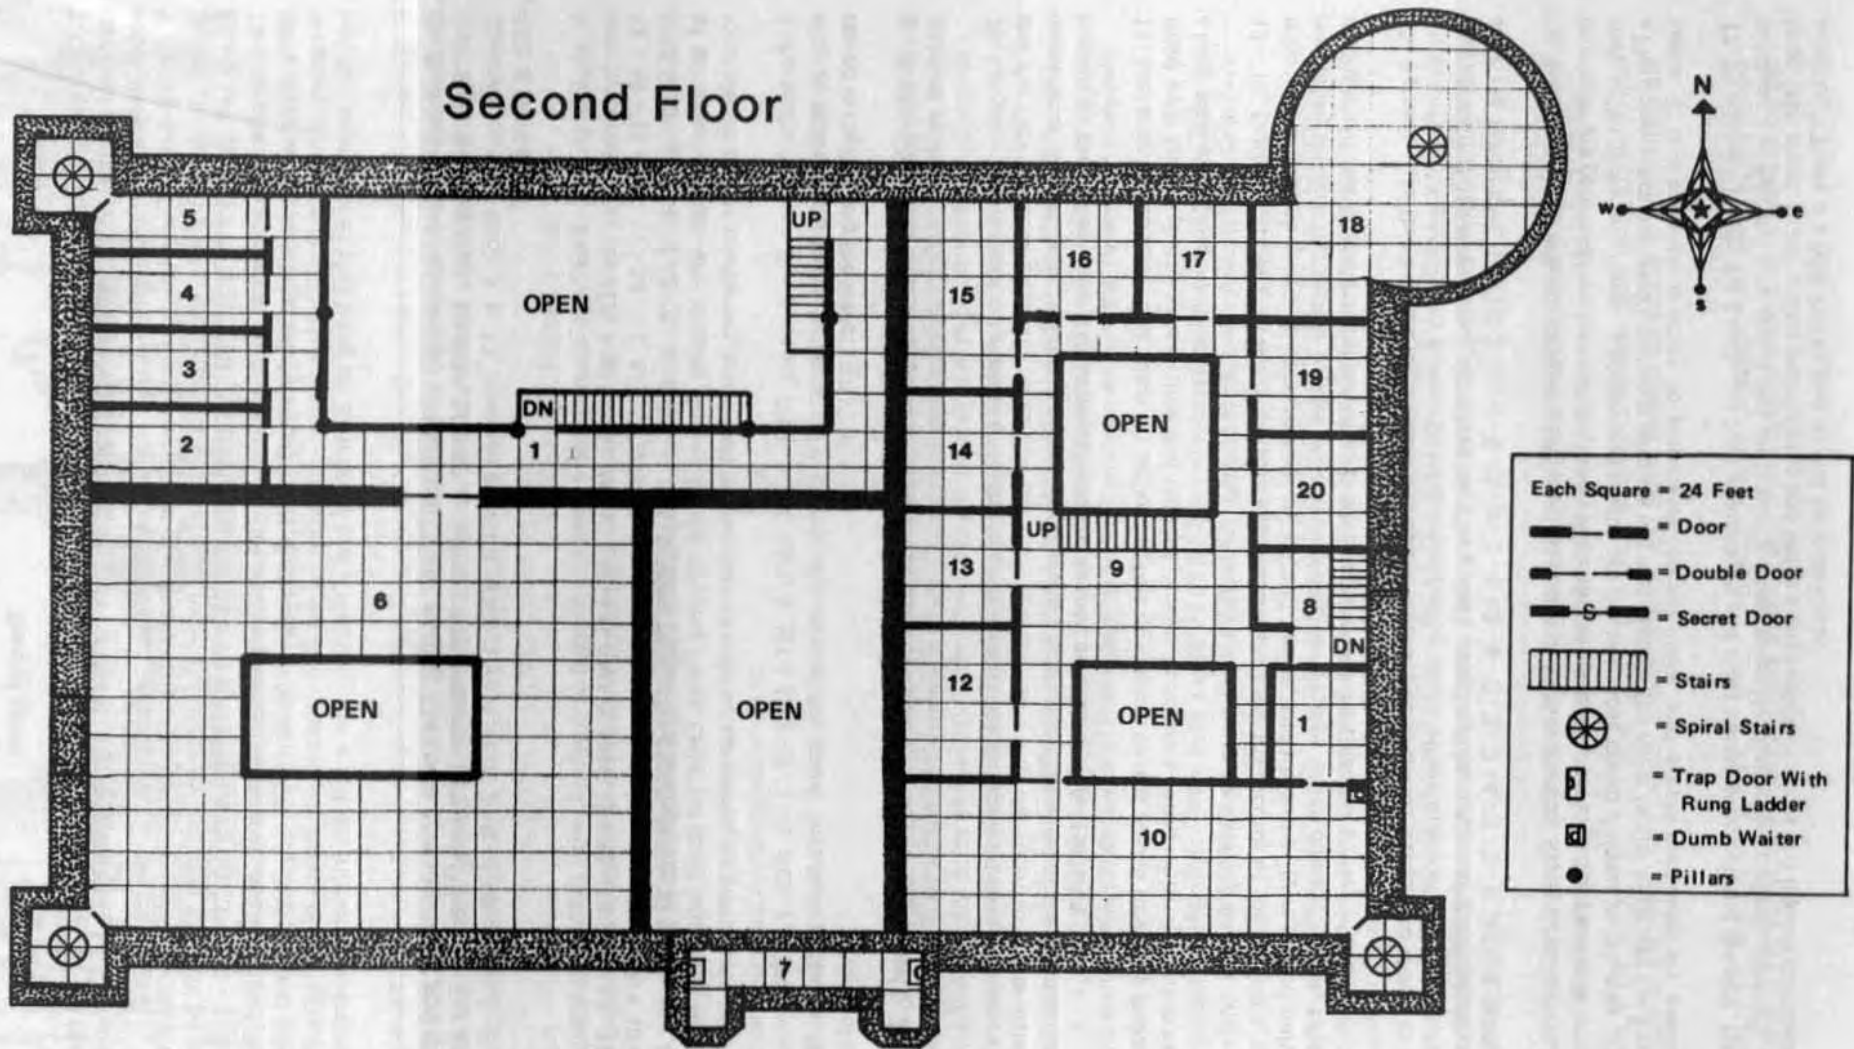 Second Floor
N
w
e
s
5
4
3
2
OPEN
UP
DN
1
6
OPEN
OPEN
7
15
16
17
18
14
OPEN
19
20
UP
13
9
8
DN
12
OPEN
1
10
Each Square = 24 Feet
= Door
= Double Door
S = Secret Door
= Stairs
= Spiral Stairs
= Trap Door With
Rung Ladder
d = Dumb Waiter
= Pillars